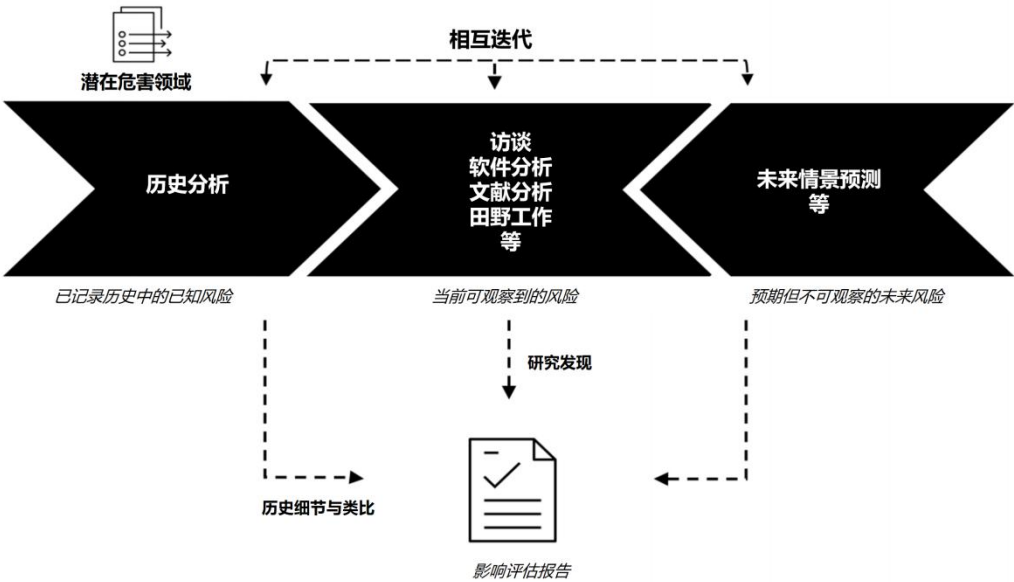 相互迭代
潜在危害领域
历史分析
访谈
软件分析
文献分析
田野工作
等
未来情景预测
等
已记录历史中的已知风险
当前可观察到的风险
预期但不可观察的未来风险
研究发现
历史细节与类比
影响评估报告